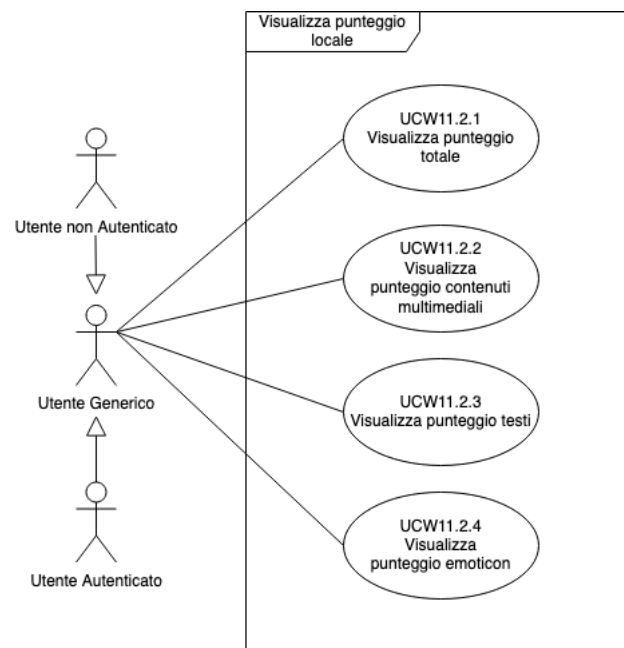 Visualizza punteggio
locale
UCW11.2.1
Visualizza punteggio
totale
Utente non Autenticato
UCW11.2.2
Visualizza
punteggio contenuti
multimediali
Utente Generico
UCW11.2.3
Visualizza punteggio testi
UCW11.2.4
Visualizza
punteggio emoticon
Utente Autenticato